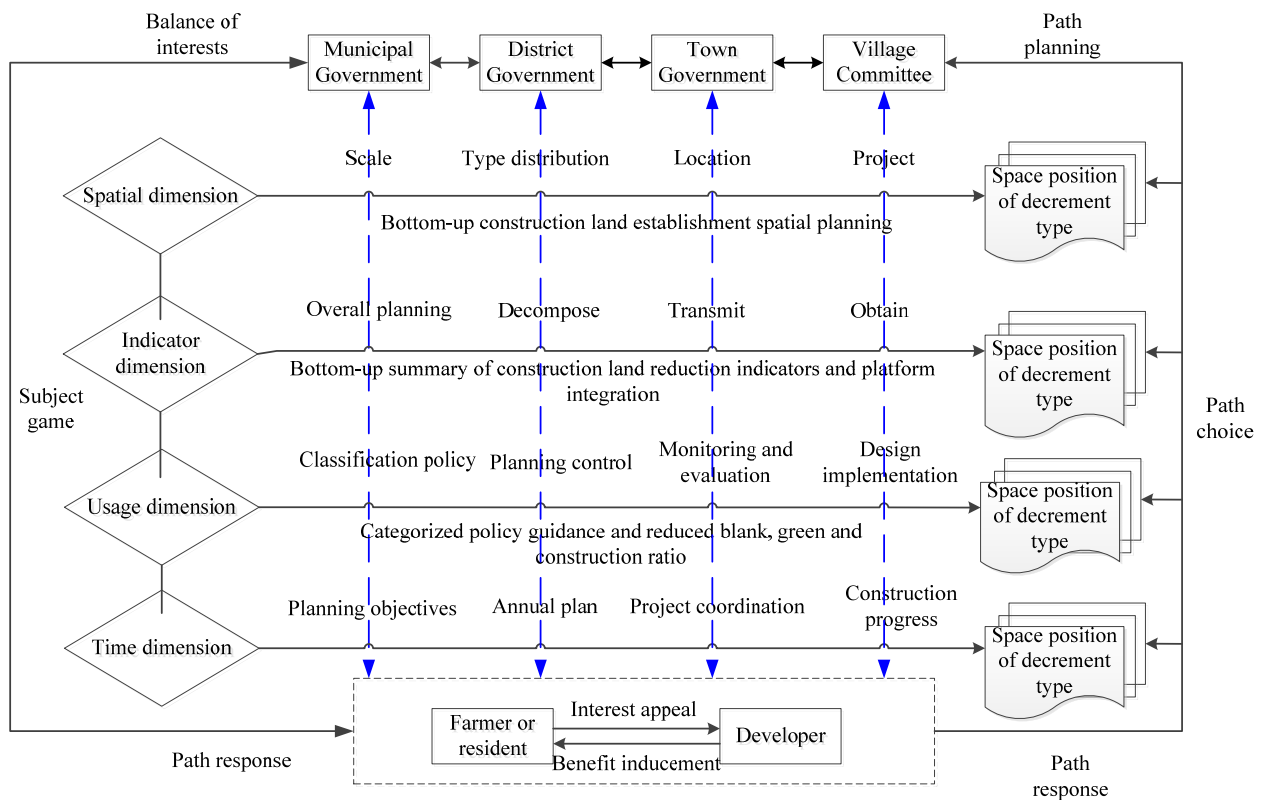 Balance of
interests
Path
planning
Municipal
Government
District
Government
Town
Government
Village
Committee
Scale
Type distribution
Location
Project
Spatial dimension
Space position
of decrement
type
Bottom-up construction land establishment spatial planning
Overall planning
Decompose
Transmit
Obtain
Indicator
dimension
Space position
of decrement
type
Bottom-up summary of construction land reduction indicators and platform
integration
Subject
game
Path
choice
Classification policy
Planning control
Monitoring and
evaluation
Design
implementation
Usage dimension
Space position
of decrement
type
Categorized policy guidance and reduced blank, green and
construction ratio
Planning objectives
Annual plan
Project coordination
Construction
progress
Time dimension
Space position
of decrement
type
Farmer or
resident
Interest appeal
Benefit inducement
Developer
Path response
Path
response